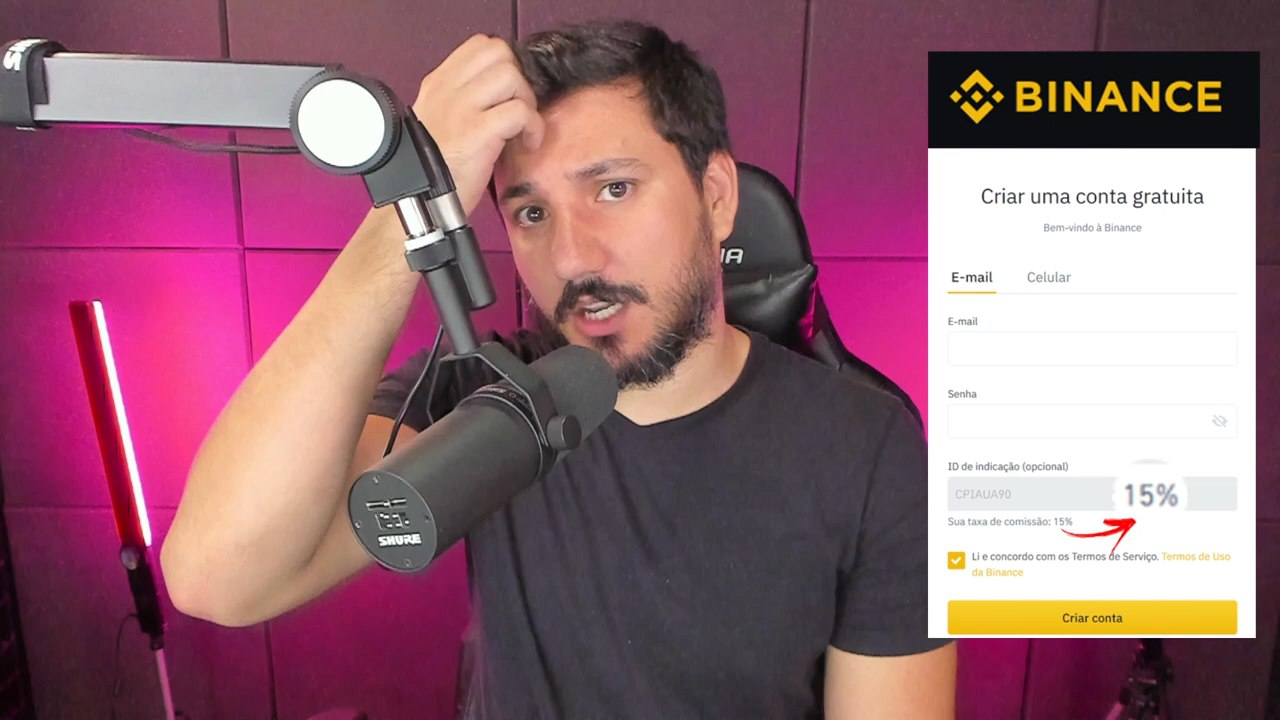 SHURE
BINANCE
Criar uma conta gratuita
Bem-vindo à Binance
E-mail Celular
E-mail
Senha
ID de indicação (opcional)
CPIAUA90
15%
Sua taxa de comissão: 15%
Li e concordo com os Termos de Serviço. Termos de Uso
da Binance
Criar conta